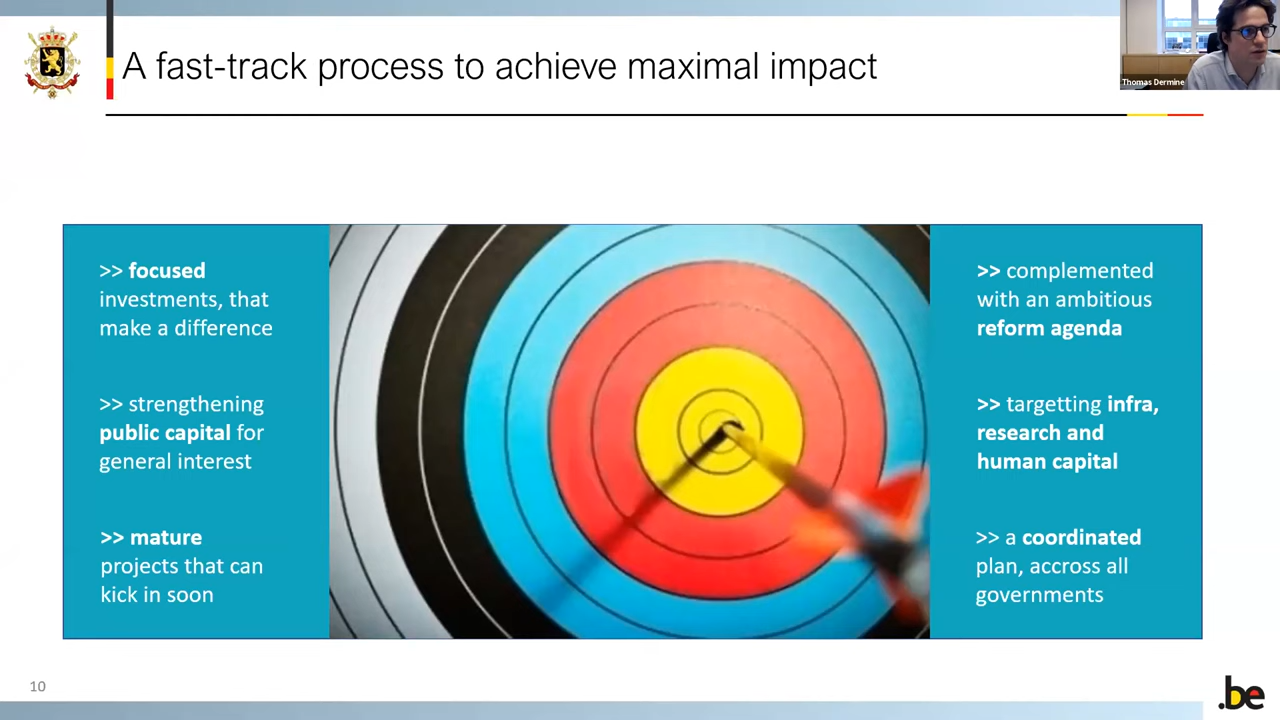 A fast-track process to achieve maximal impact
Thomas Dermine
>> focused
investments, that
make a difference
>> strengthening
public capital for
general interest
>> mature
projects that can
kick in soon
>> complemented
with an ambitious
reform agenda
>> targetting infra,
research and
human capital
>> a coordinated
plan, accross all
governments
10
.be